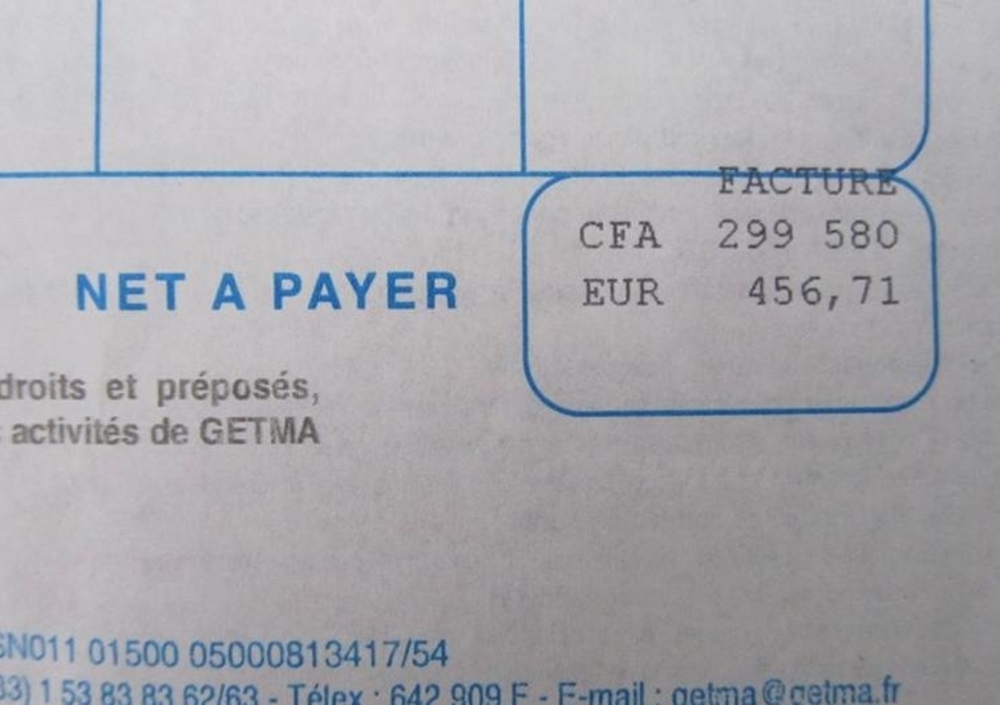 FACTURE
CFA 299 580
NET A PAYER
EUR 456,71
droits et préposés,
activités de GETMA
SN011 01500 05000813417/54
33) 1 53 83 83 62/63 - Télex : 642 909 F - E-mail : getma@getma.fr